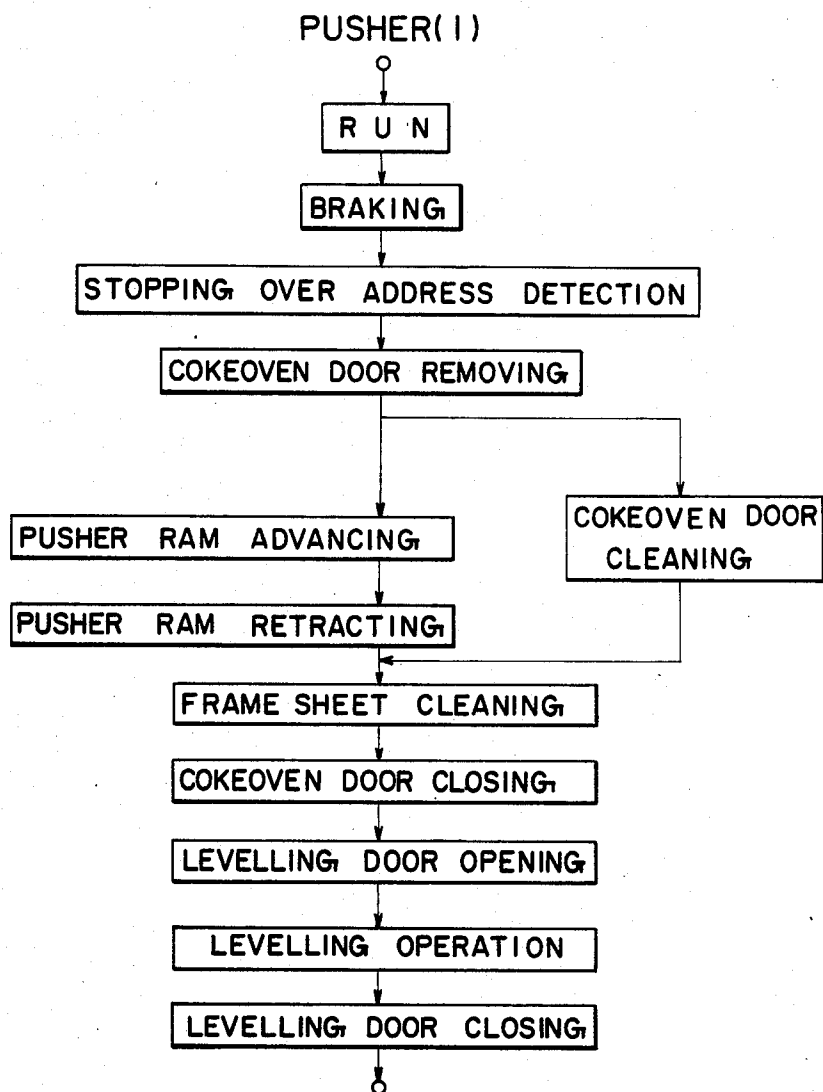 PUSHER(1)
RUN
BRAKING
STOPPING OVER ADDRESS DETECTION
COKEOVEN DOOR REMOVING
PUSHER RAM ADVANCING
COKEOVEN DOOR
CLEANING
PUSHER RAM RETRACTING
FRAME SHEET CLEANING
COKEOVEN DOOR CLOSING
LEVELLING DOOR OPENING
LEVELLING OPERATION
LEVELLING DOOR CLOSING